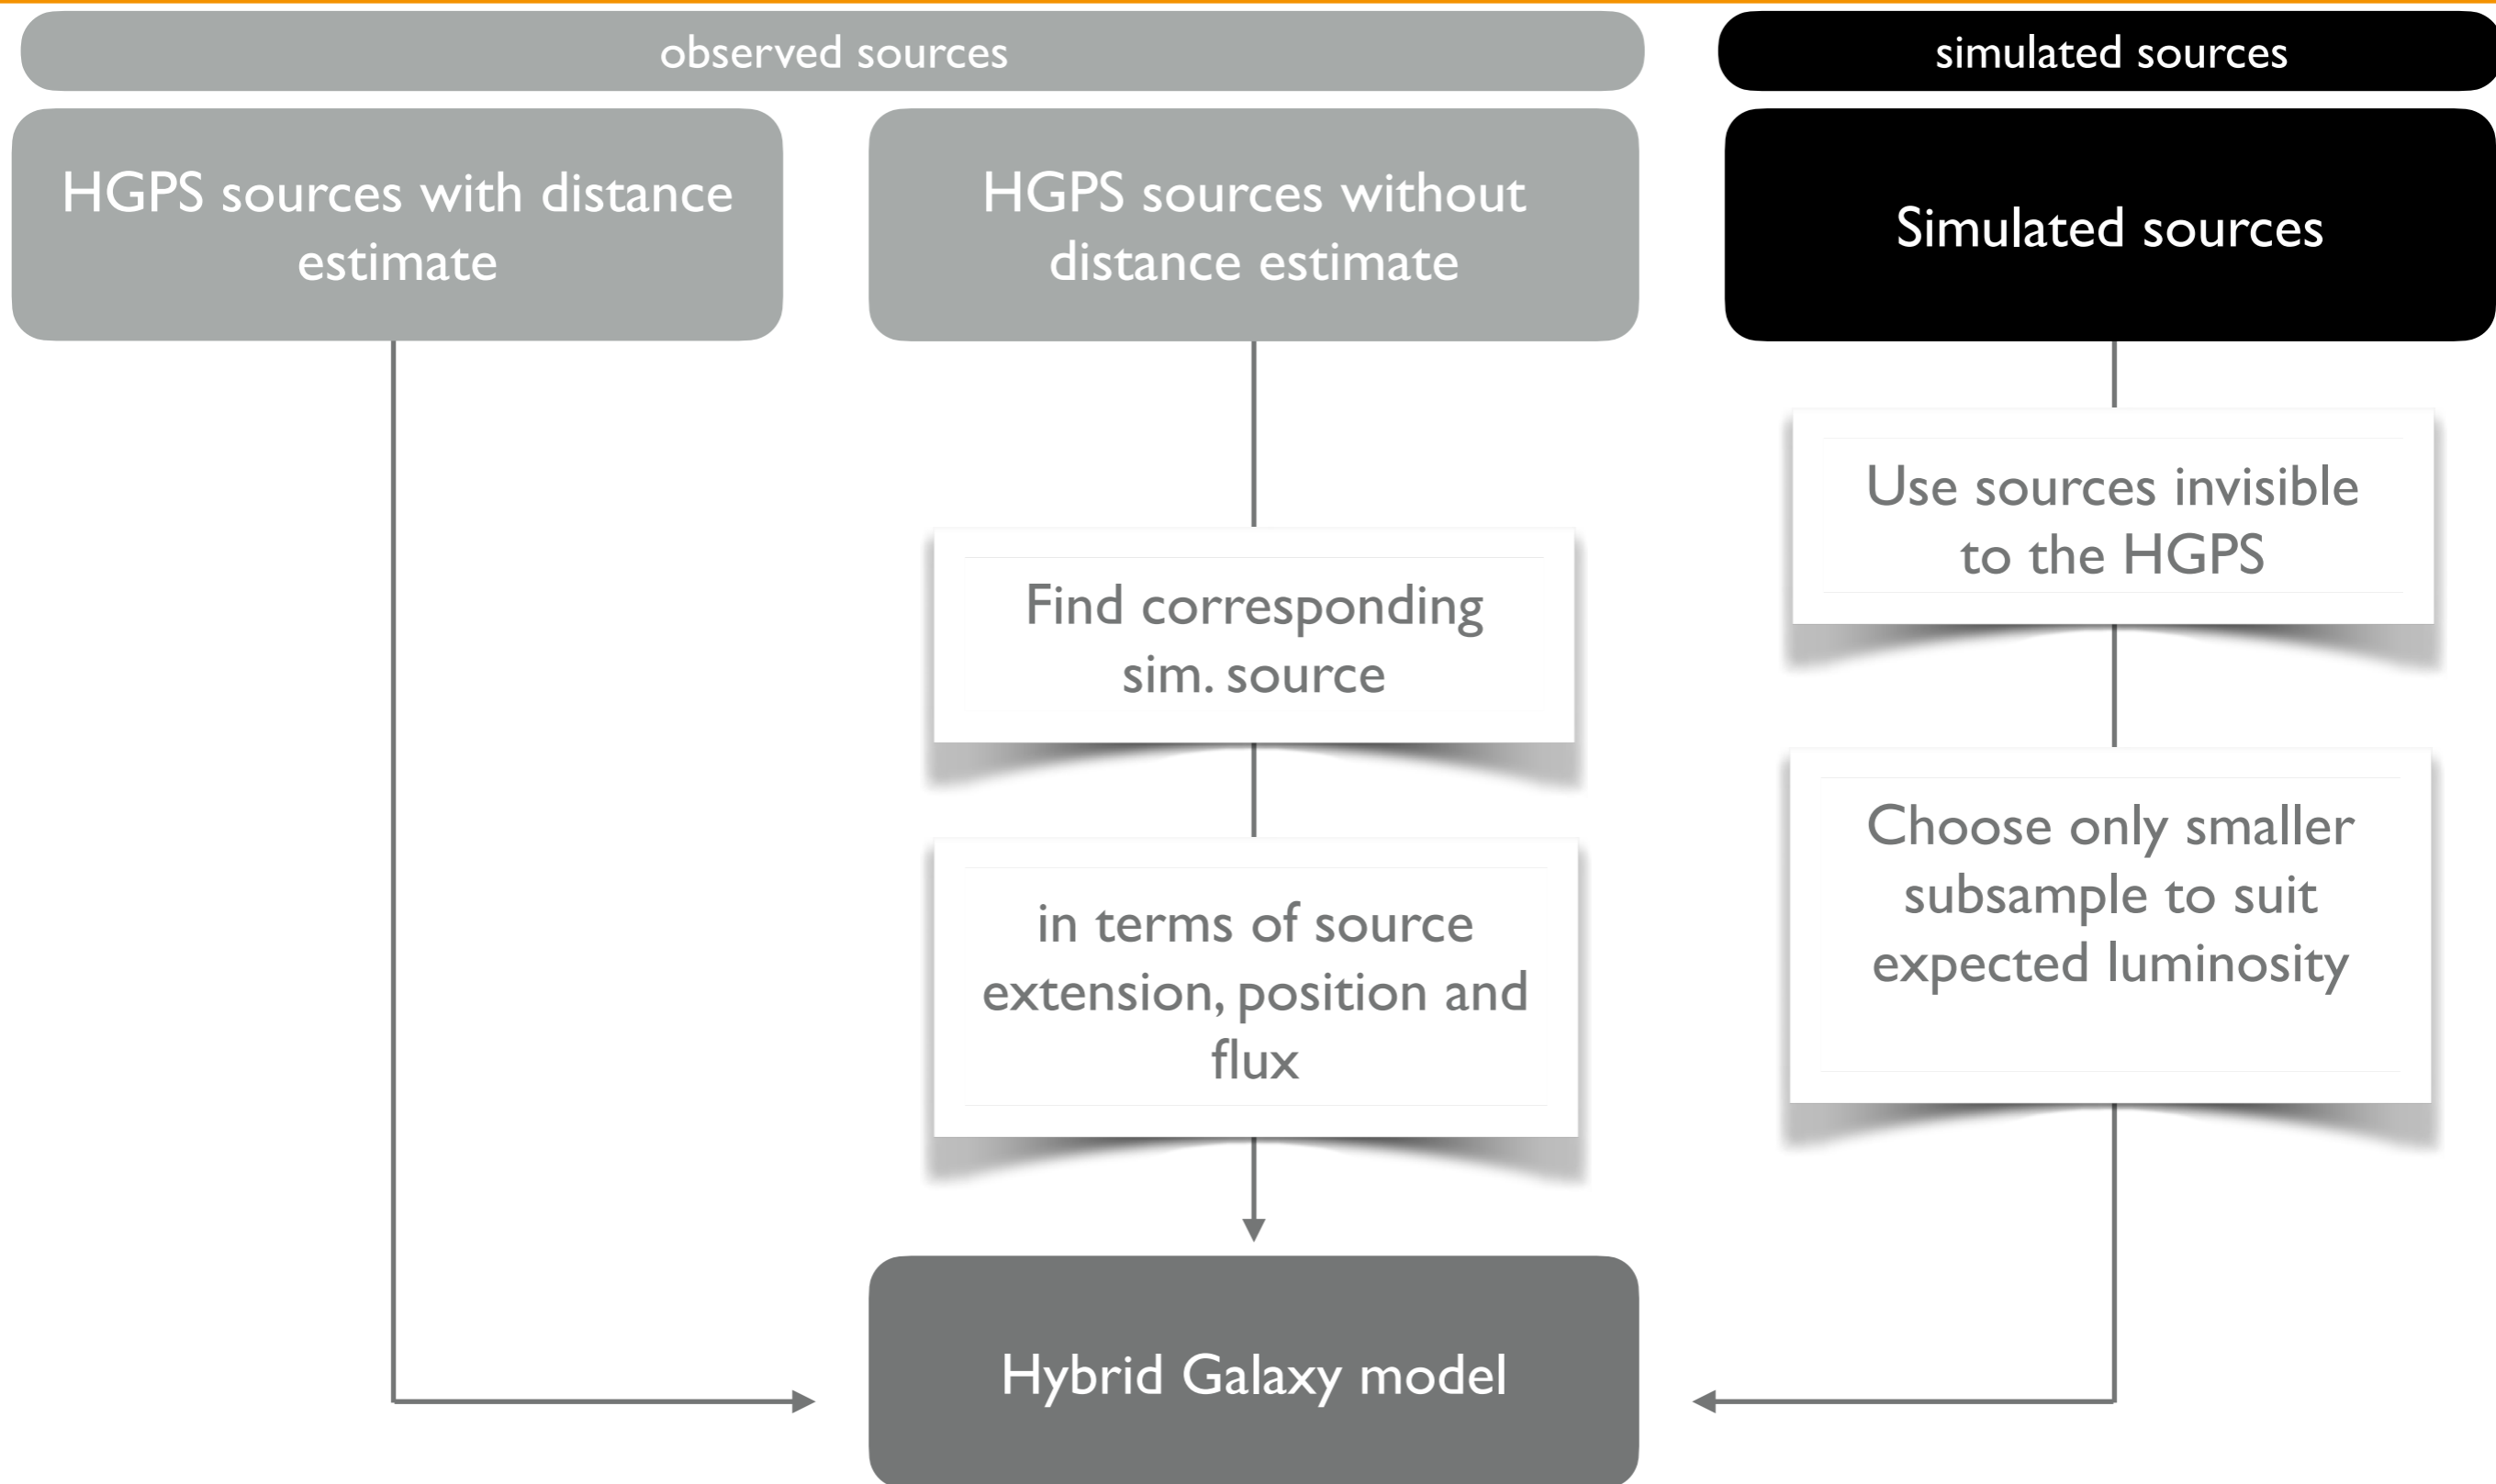 observed sources
simulated sources
HGPS sources with distance
estimate
HGPS sources without
distance estimate
Simulated sources
Use sources invisible
to the HGPS
Find corresponding
sim. source
Choose only smaller
subsample to suit
expected luminosity
in terms of source
extension, position and
flux
Hybrid Galaxy model